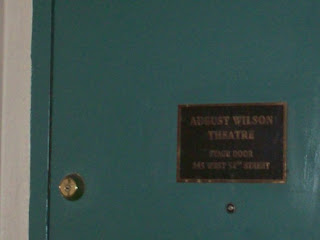 AUGUST WILSON
THEATRE
STAGE DOOR
245 WEST 52ND STREET